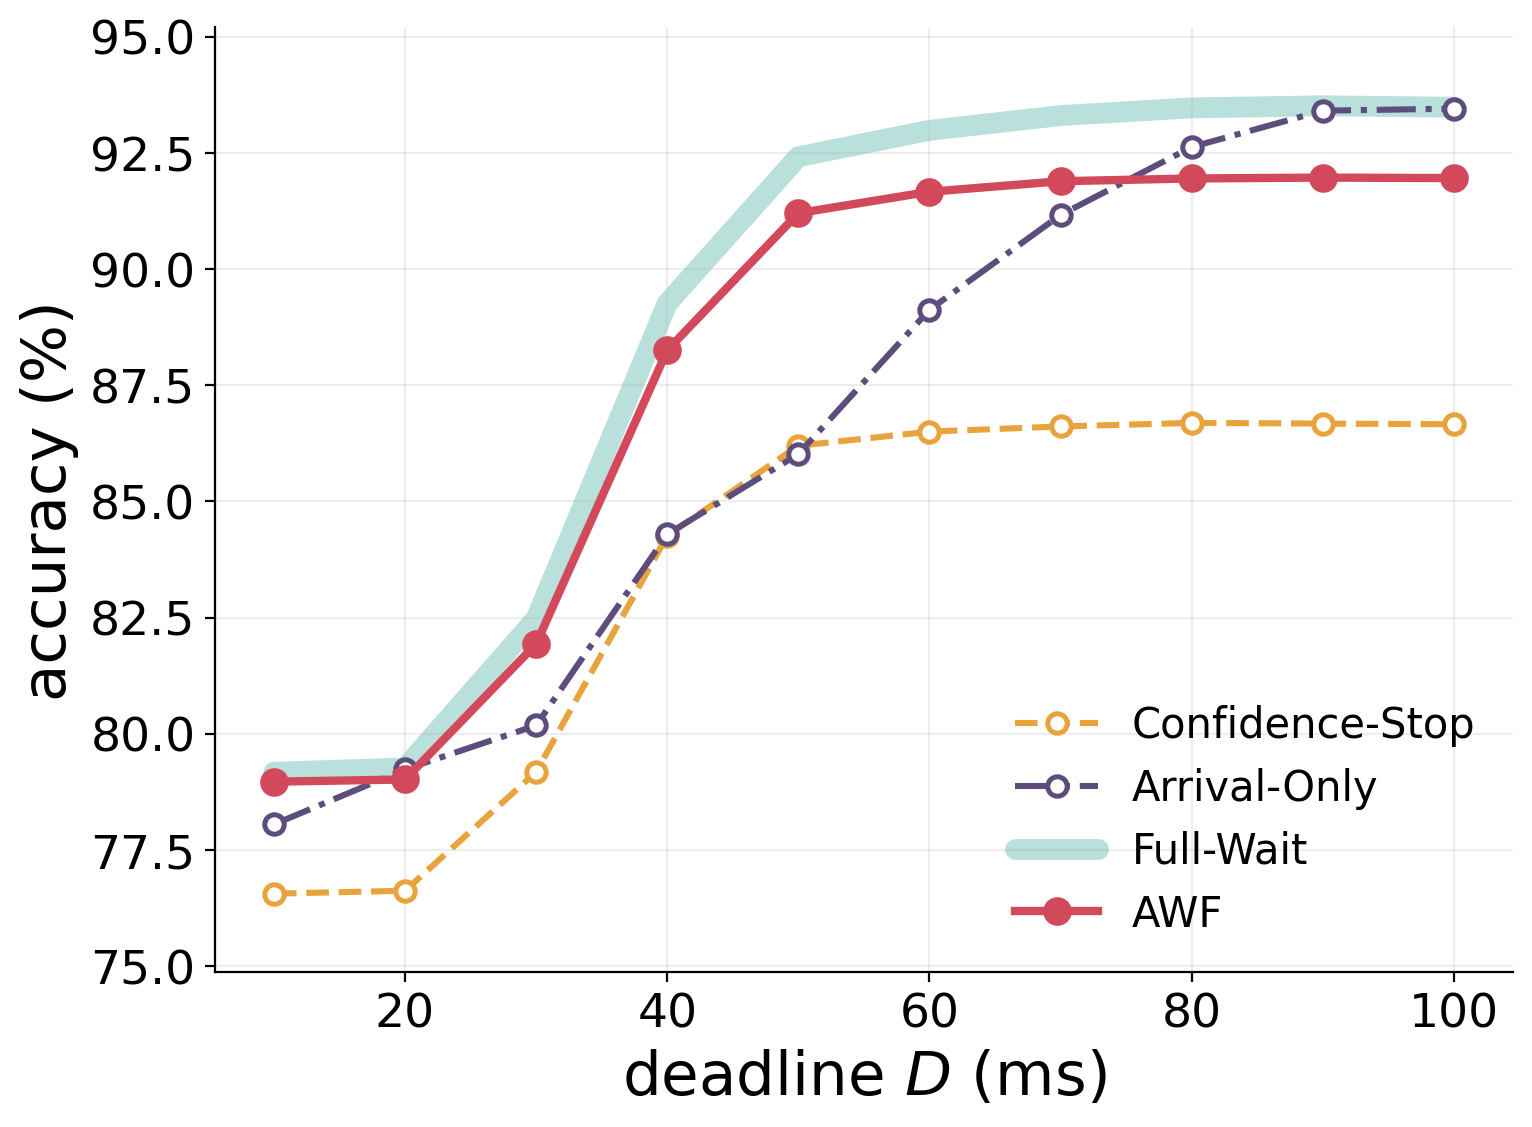 accuracy (%)
95.0
92.5
90.0
87.5
85.0
82.5
80.0
77.5
75.0
Confidence-Stop
Arrival-Only
Full-Wait
AWF
20 40 60 80 100
deadline D (ms)